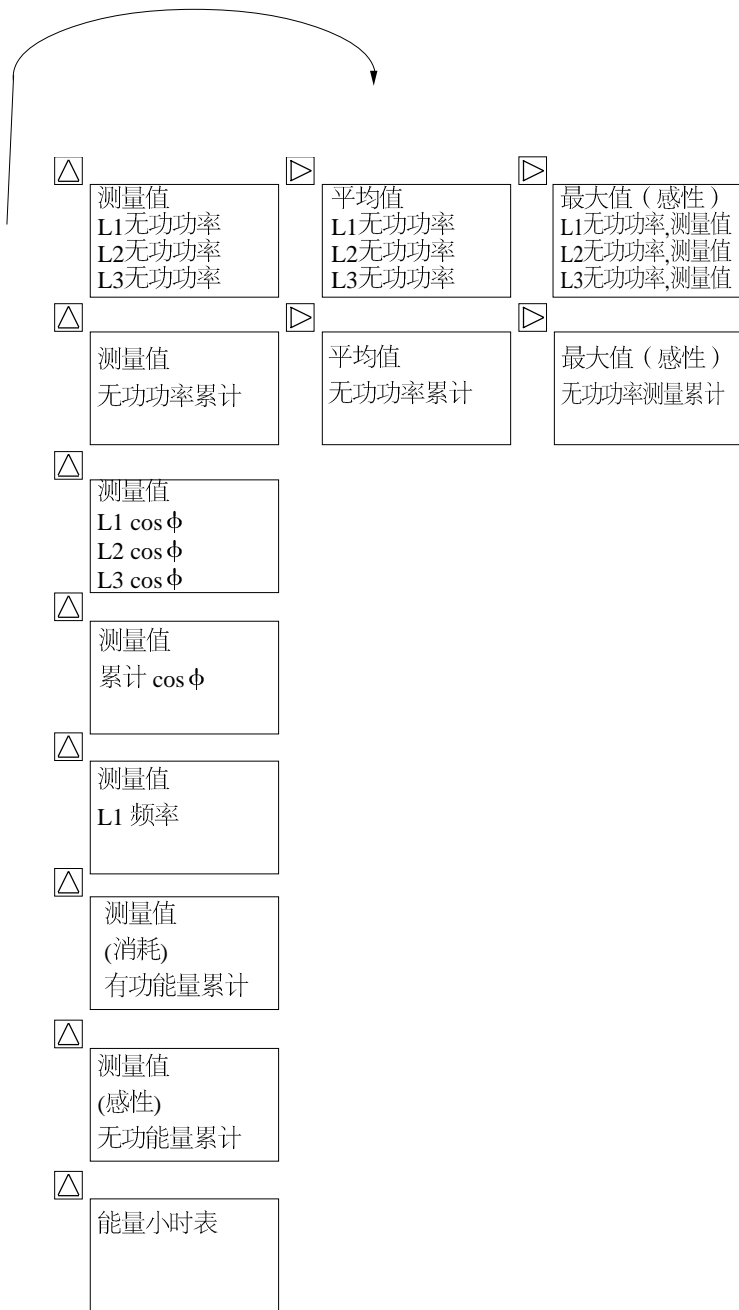 测量值
L1无功功率
L2无功功率
L3无功功率
平均值
L1无功功率
L2无功功率
L3无功功率
最大值（感性）
L1无功功率,测量值
L2无功功率,测量值
L3无功功率,测量值
测量值
无功功率累计
平均值
无功功率累计
最大值（感性）
无功功率测量累计
测量值
L1 cos ϕ
L2 cos ϕ
L3 cos ϕ
测量值
累计 cos ϕ
测量值
L1 频率
测量值
(消耗)
有功能量累计
测量值
(感性)
无功能量累计
能量小时表